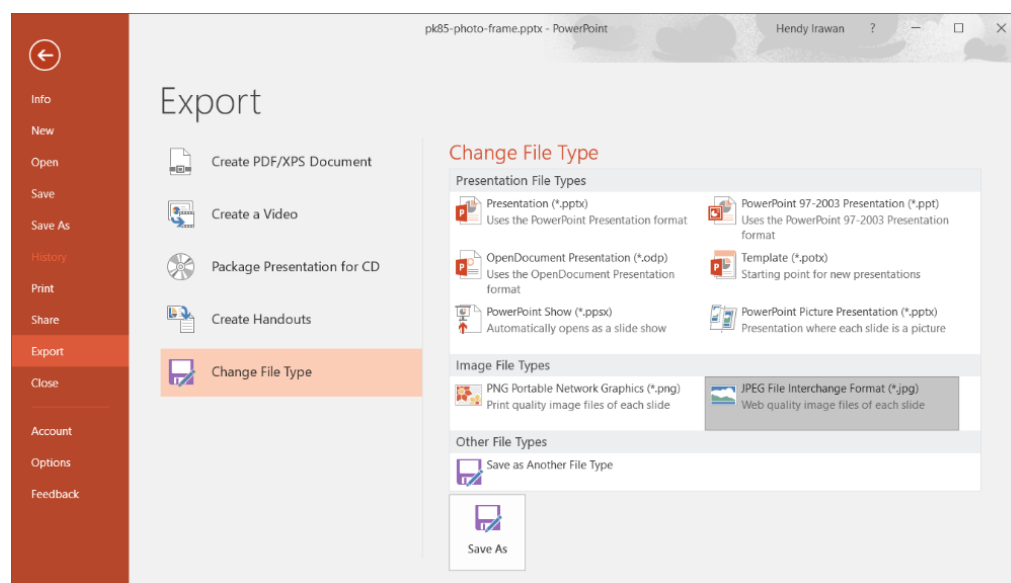 pk85-photo-frame.pptx - PowerPoint
Hendy Irawan
?
Info
New
Open
Save
Save As
History
Print
Share
Export
Close
Account
Options
Feedback
Export
Create PDF/XPS Document
Create a Video
Package Presentation for CD
Create Handouts
Change File Type
Change File Type
Presentation File Types
Presentation (*.pptx)
Uses the PowerPoint Presentation format
PowerPoint 97-2003 Presentation (*.ppt)
Uses the PowerPoint 97-2003 Presentation
format
OpenDocument Presentation (*.odp)
Uses the OpenDocument Presentation
format
Template (*.potx)
Starting point for new presentations
PowerPoint Show (*.ppsx)
Automatically opens as a slide show
PowerPoint Picture Presentation (*.pptx)
Presentation where each slide is a picture
Image File Types
PNG Portable Network Graphics (*.png)
Print quality image files of each slide
JPEG File Interchange Format (*.jpg)
Web quality image files of each slide
Other File Types
Save as Another File Type
Save As